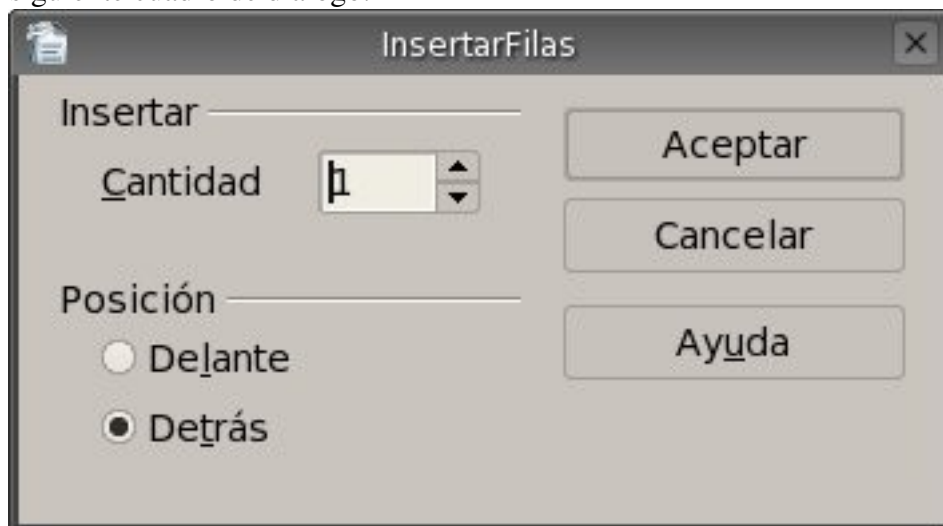 InsertarFilas
Insertar
Cantidad 1
Posición
Delante
Detrás
Aceptar
Cancelar
Ayuda